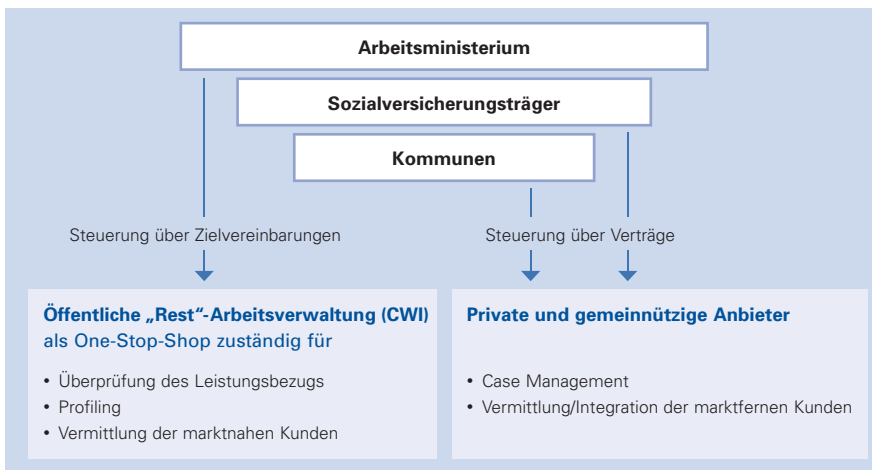 Arbeitsministerium
Sozialversicherungsträger
Kommunen
Steuerung über Zielvereinbarungen
Steuerung über Verträge
Öffentliche „Rest“-Arbeitsverwaltung (CWI)
als One-Stop-Shop zuständig für
• Überprüfung des Leistungsbezugs
• Profiling
• Vermittlung der marktnahen Kunden
Private und gemeinnützige Anbieter
• Case Management
• Vermittlung/Integration der marktfernen Kunden